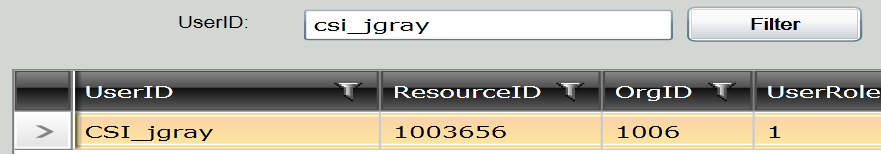 UserID: csi_jgray Filter
UserID ResourceID OrgID UserRole
> CSI_jgray 1003656 1006 1